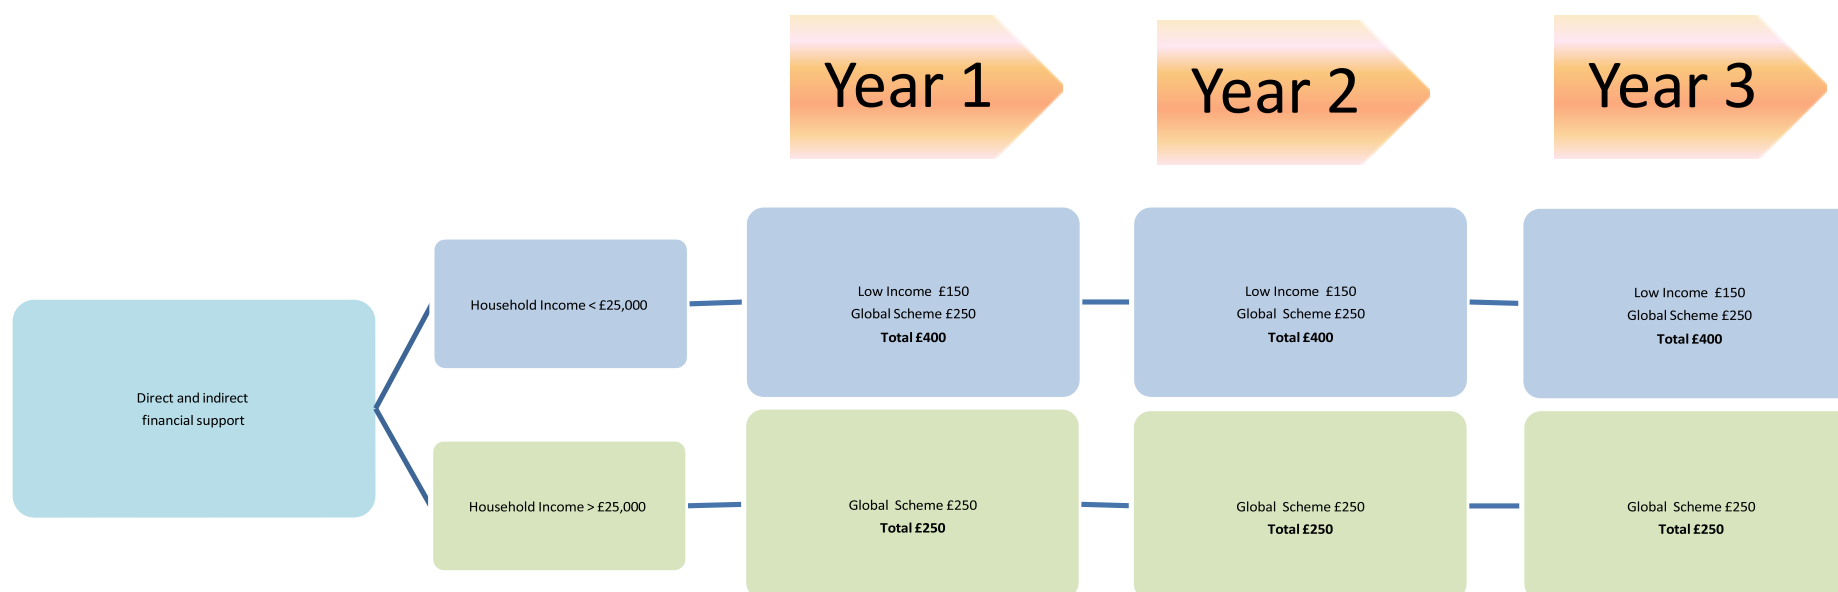 Year 1
Year 2
Year 3
Direct and indirect
financial support
Household Income < £25,000
Low Income £150
Global Scheme £250
Total £400
Low Income £150
Global Scheme £250
Total £400
Low Income £150
Global Scheme £250
Total £400
Household Income > £25,000
Global Scheme £250
Total £250
Global Scheme £250
Total £250
Global Scheme £250
Total £250